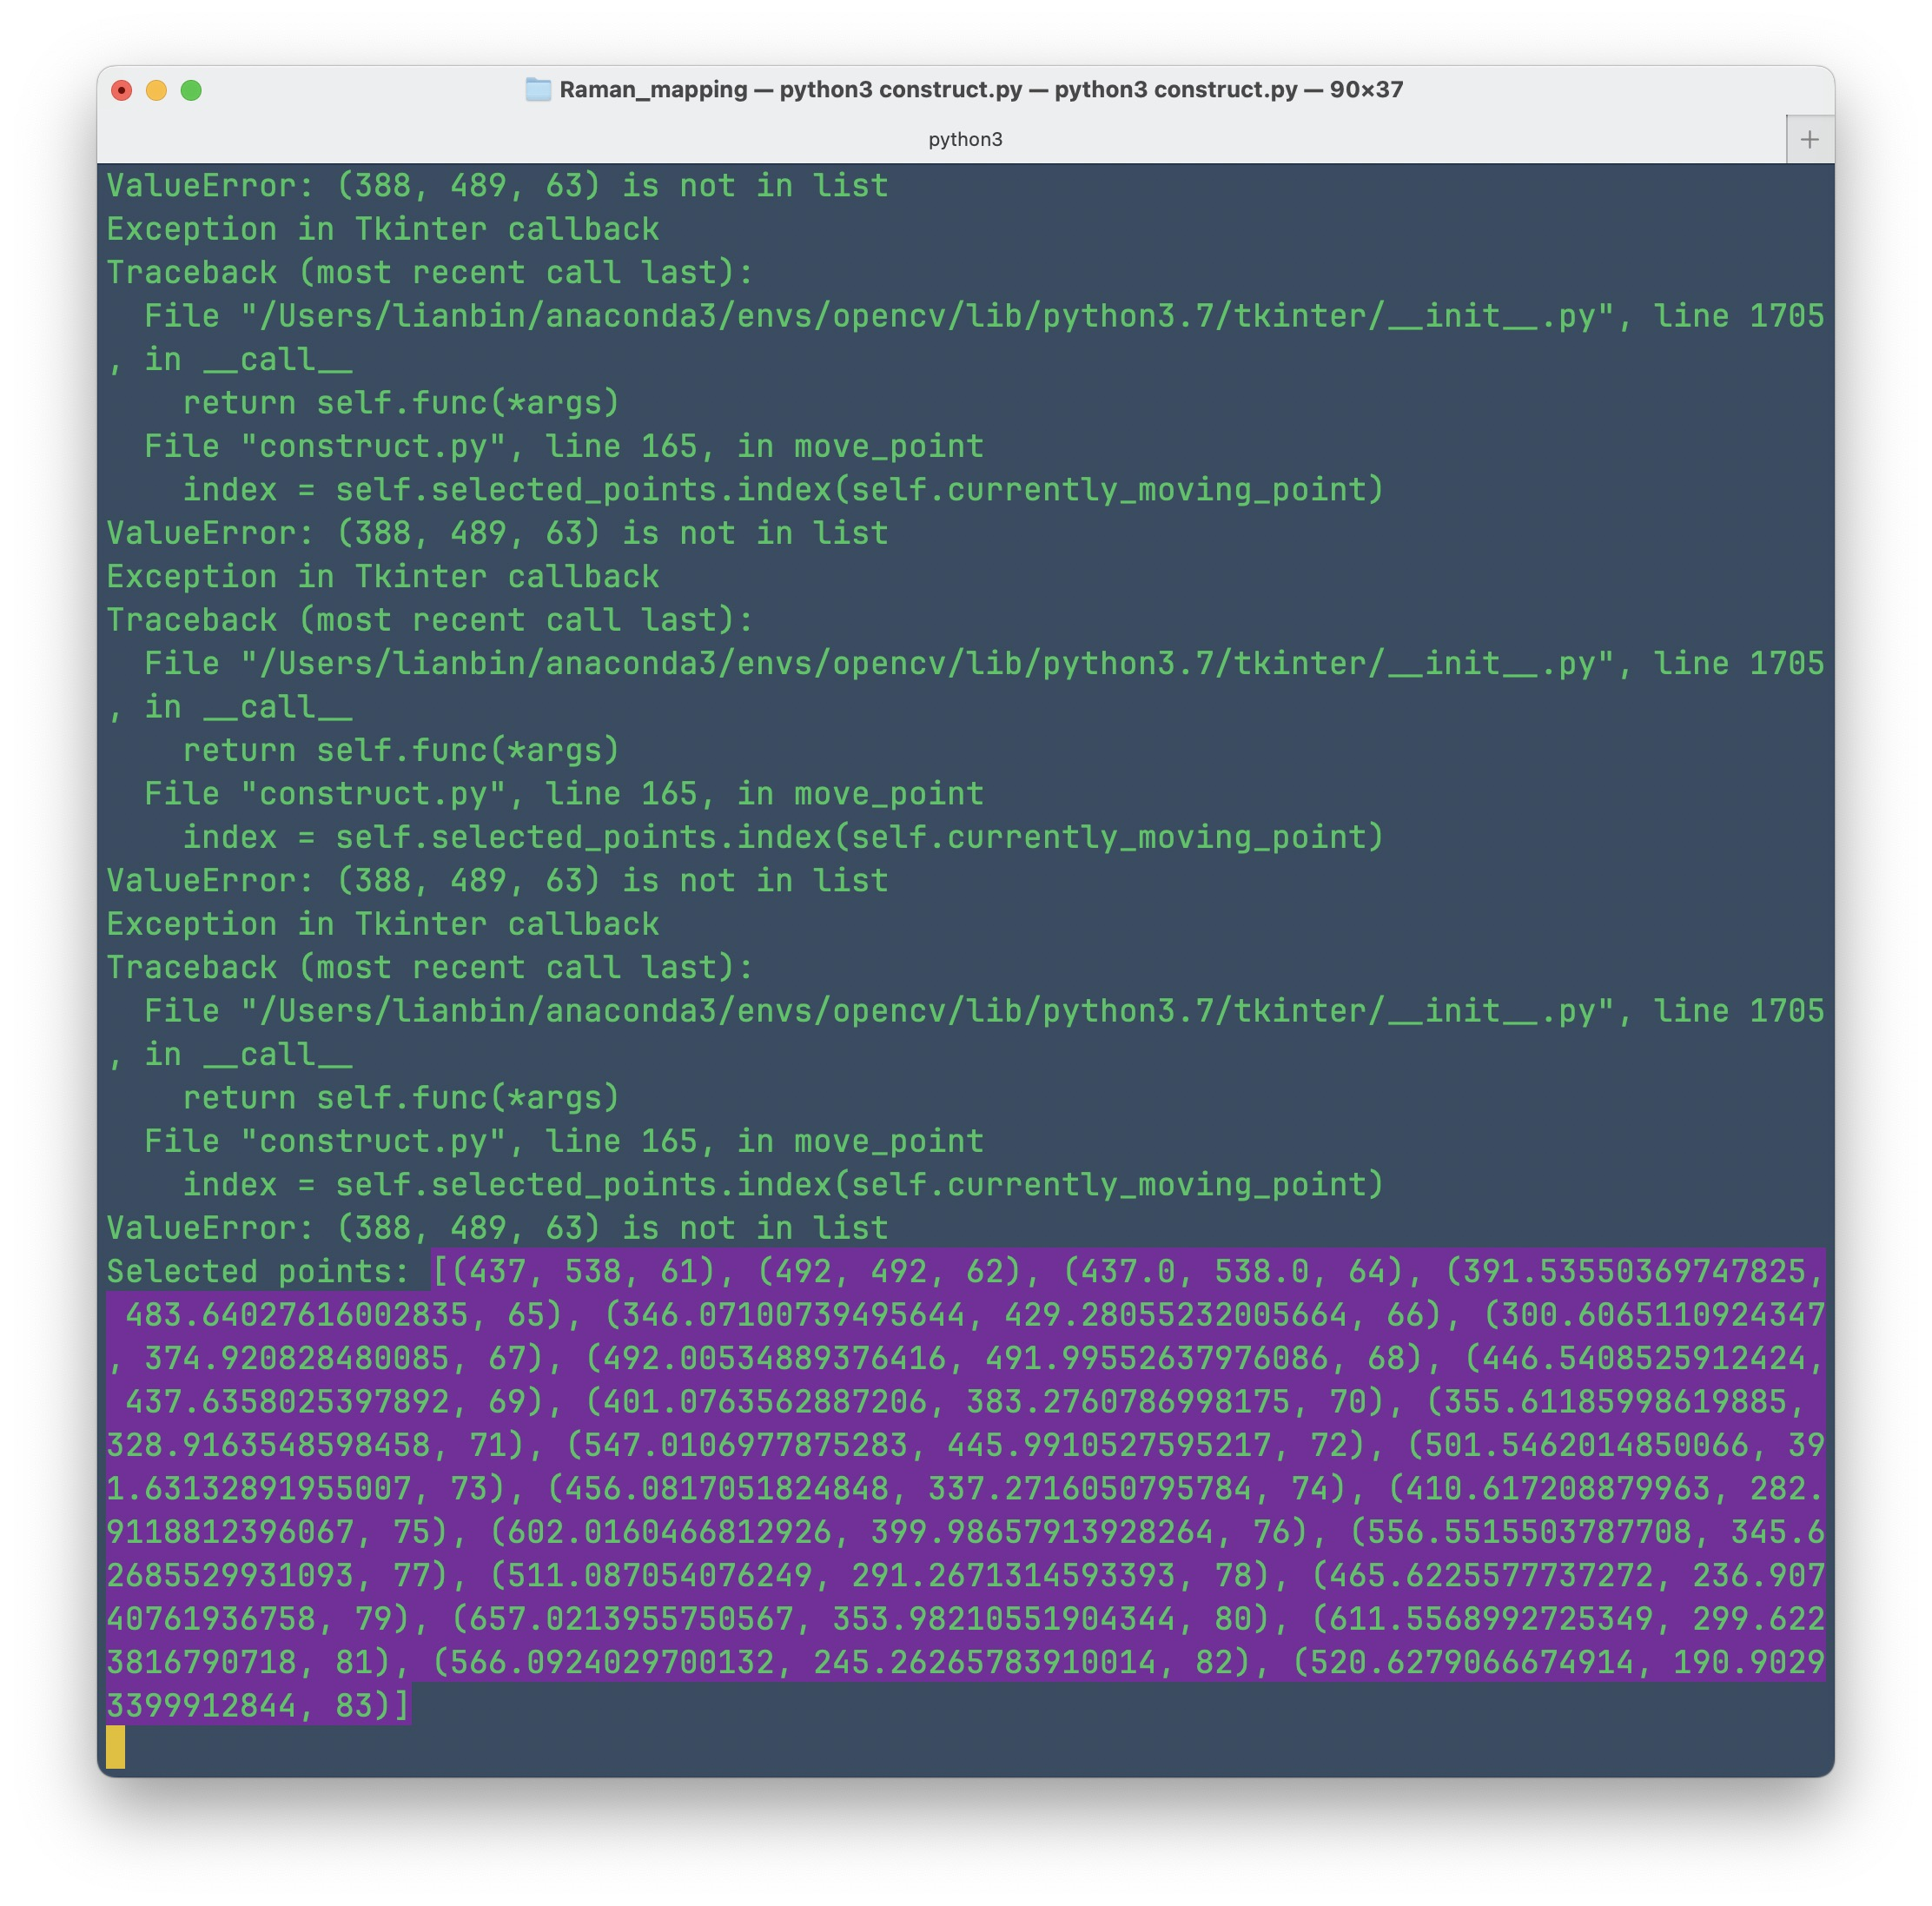 Raman_mapping — python3 construct.py — python3 construct.py — 90×37
python3
ValueError: (388, 489, 63) is not in list
Exception in Tkinter callback
Traceback (most recent call last):
  File "/Users/lianbin/anaconda3/envs/opencv/lib/python3.7/tkinter/__init__.py", line 1705
, in __call__
    return self.func(*args)
  File "construct.py", line 165, in move_point
    index = self.selected_points.index(self.currently_moving_point)
ValueError: (388, 489, 63) is not in list
Exception in Tkinter callback
Traceback (most recent call last):
  File "/Users/lianbin/anaconda3/envs/opencv/lib/python3.7/tkinter/__init__.py", line 1705
, in __call__
    return self.func(*args)
  File "construct.py", line 165, in move_point
    index = self.selected_points.index(self.currently_moving_point)
ValueError: (388, 489, 63) is not in list
Exception in Tkinter callback
Traceback (most recent call last):
  File "/Users/lianbin/anaconda3/envs/opencv/lib/python3.7/tkinter/__init__.py", line 1705
, in __call__
    return self.func(*args)
  File "construct.py", line 165, in move_point
    index = self.selected_points.index(self.currently_moving_point)
ValueError: (388, 489, 63) is not in list
Selected points: [(437, 538, 61), (492, 492, 62), (437.0, 538.0, 64), (391.53550369747825,
 483.64027616002835, 65), (346.07100739495644, 429.28055232005664, 66), (300.6065110924347
, 374.920828480085, 67), (492.00534889376416, 491.99552637976086, 68), (446.5408525912424,
 437.6358025397892, 69), (401.0763562887206, 383.2760786998175, 70), (355.61185998619885,
328.9163548598458, 71), (547.0106977875283, 445.9910527595217, 72), (501.5462014850066, 39
1.63132891955007, 73), (456.0817051824848, 337.2716050795784, 74), (410.617208879963, 282.
9118812396067, 75), (602.0160466812926, 399.98657913928264, 76), (556.5515503787708, 345.6
2685529931093, 77), (511.087054076249, 291.2671314593393, 78), (465.6225577737272, 236.907
40761936758, 79), (657.0213955750567, 353.98210551904344, 80), (611.5568992725349, 299.622
3816790718, 81), (566.0924029700132, 245.26265783910014, 82), (520.6279066674914, 190.9029
3399912844, 83)]